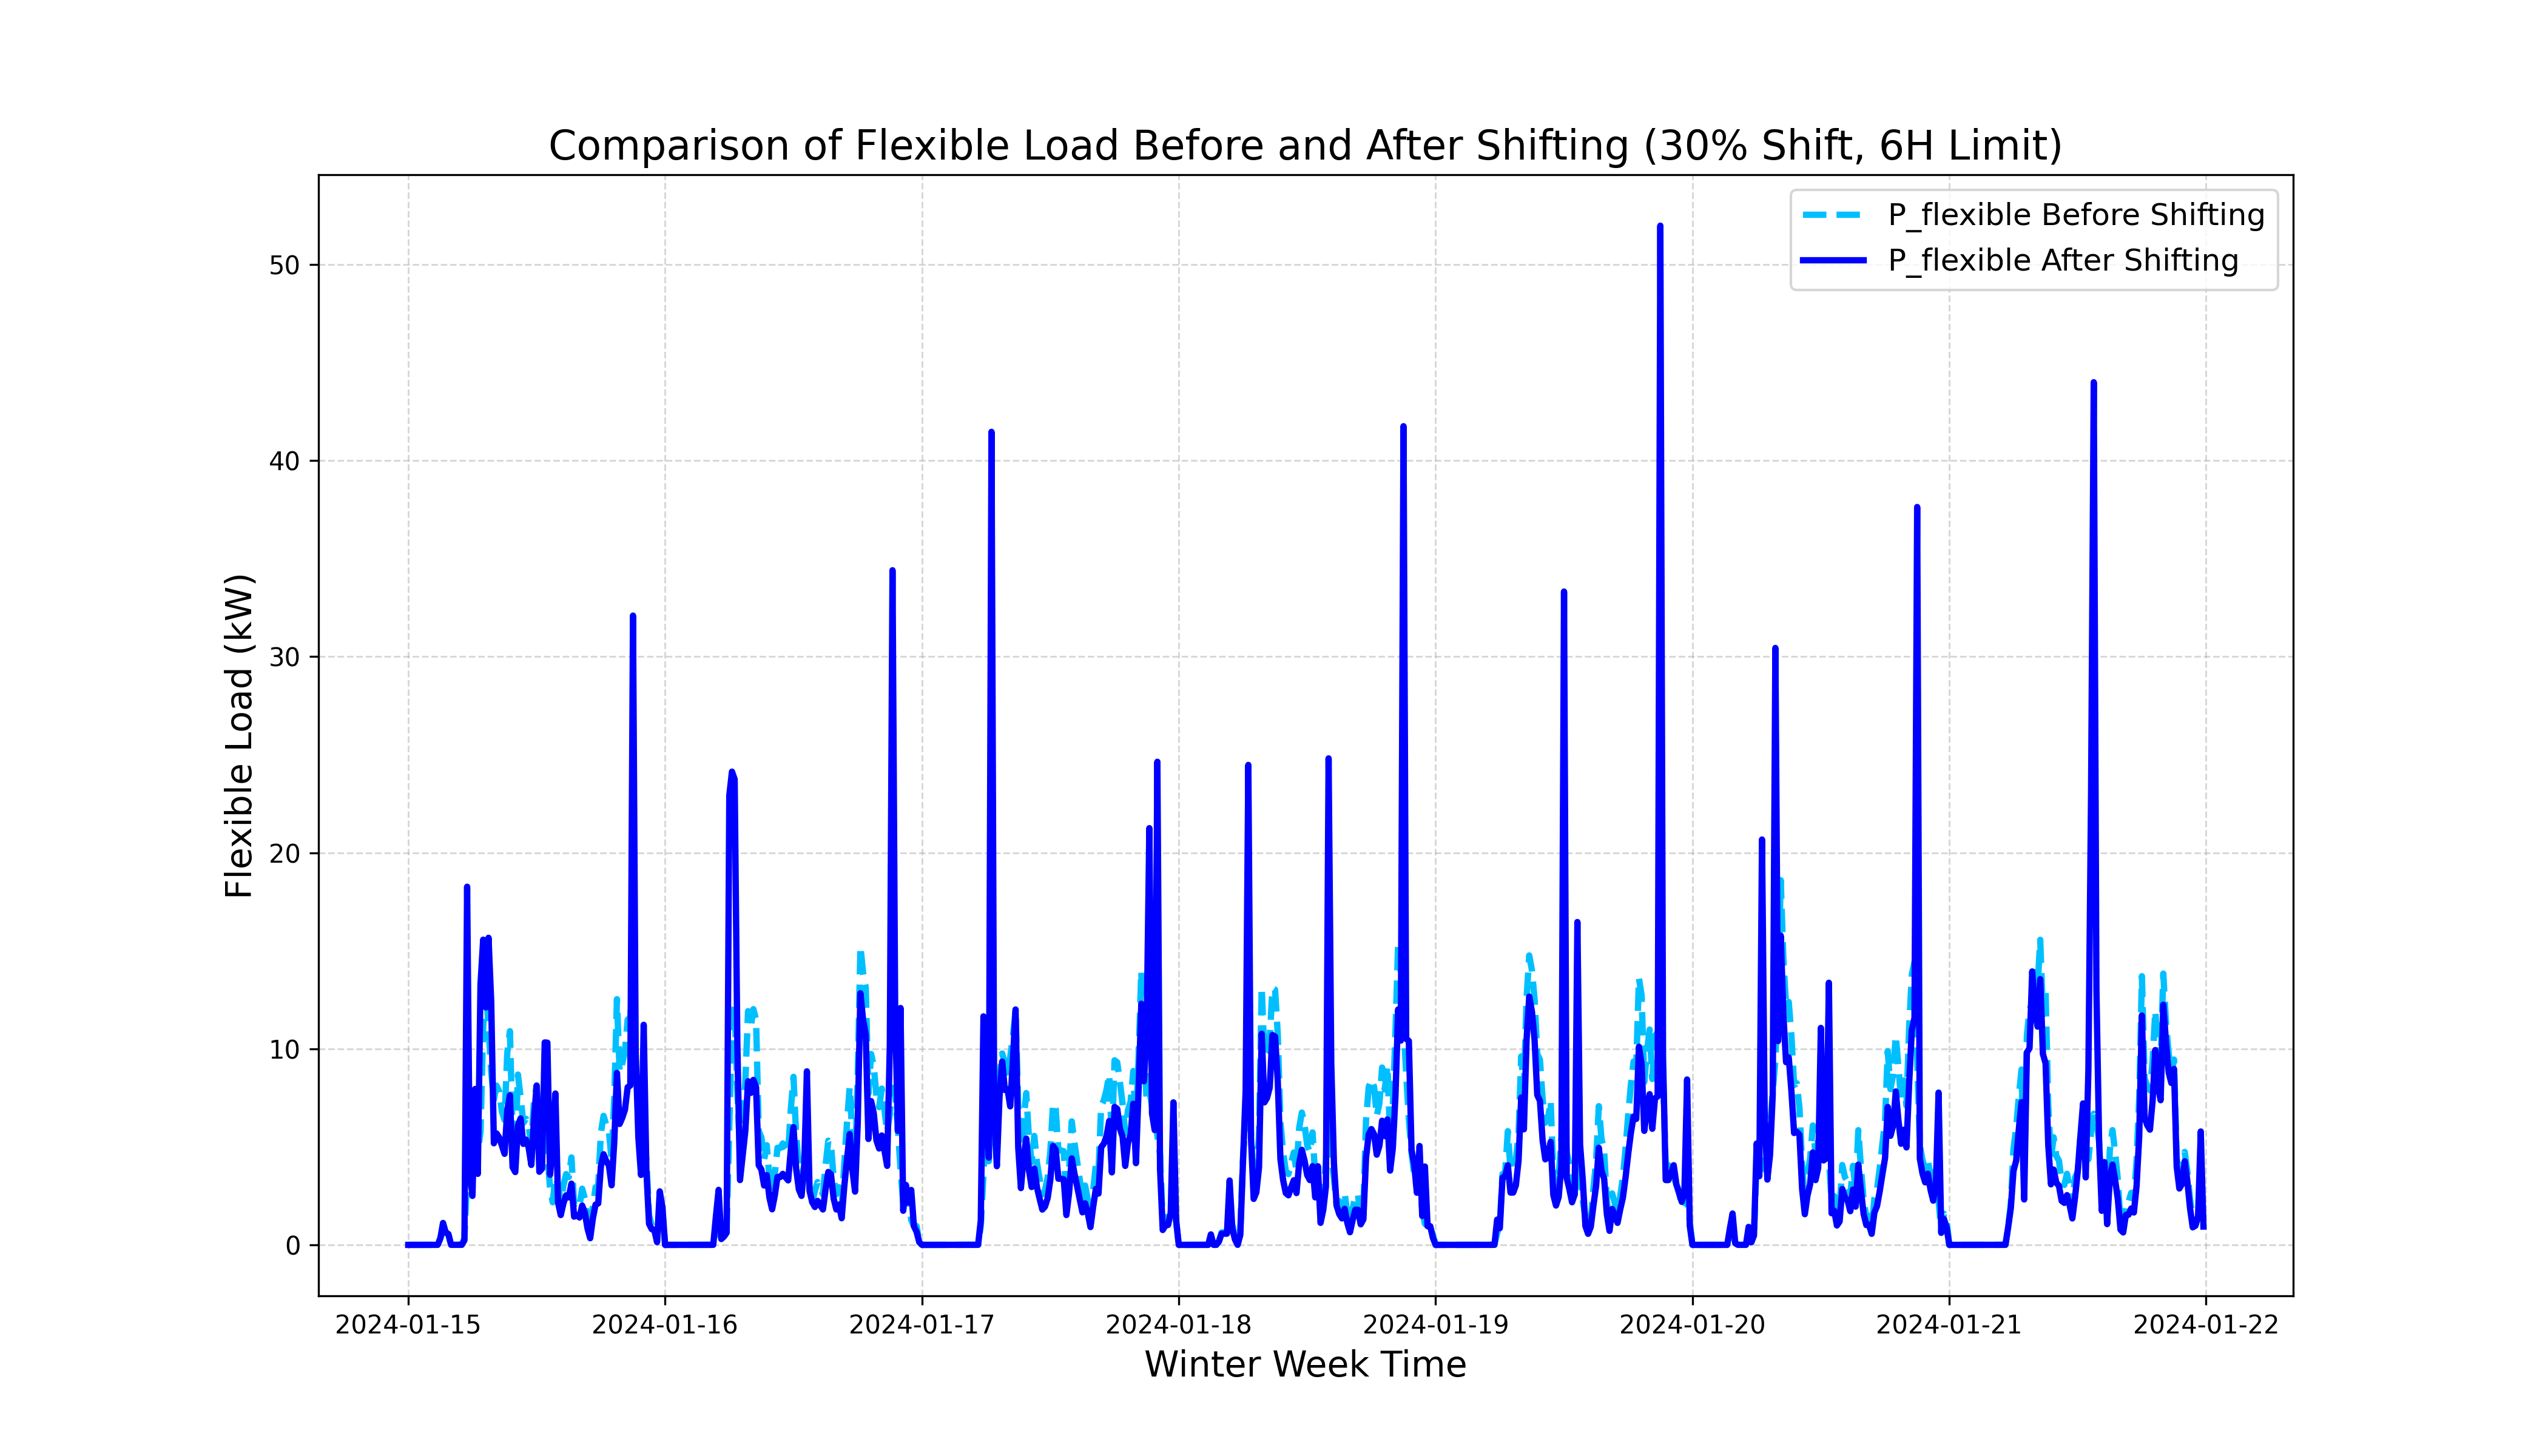 Comparison of Flexible Load Before and After Shifting (30% Shift, 6H Limit)
P_flexible Before Shifting
P_flexible After Shifting
Flexible Load (kW)
50
40
30
20
10
0
2024-01-15
2024-01-16
2024-01-17
2024-01-18
2024-01-19
2024-01-20
2024-01-21
2024-01-22
Winter Week Time